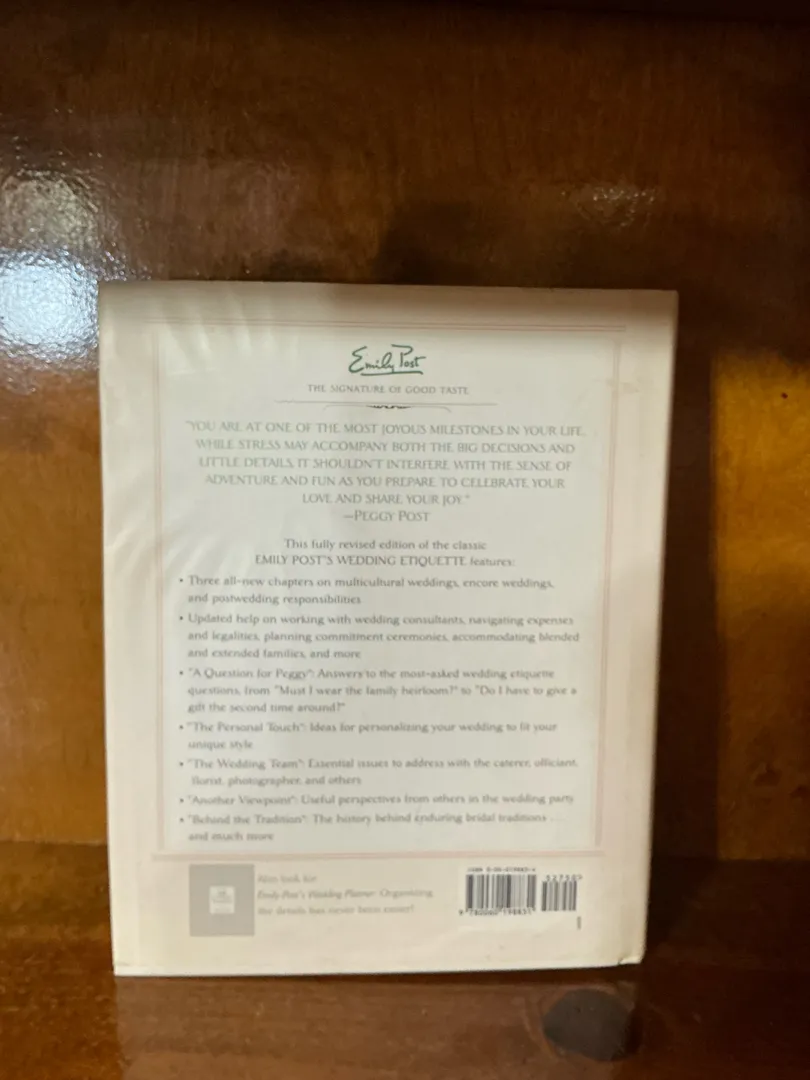 Emily Post
THE SIGNATURE OF GOOD TASTE
"YOU ARE AT ONE OF THE MOST JOYOUS MILESTONES IN YOUR LIFE.
WHILE STRESS MAY ACCOMPANY BOTH THE BIG DECISIONS AND
LITTLE DETAILS, IT SHOULDN'T INTERFERE WITH THE SENSE OF
ADVENTURE AND FUN AS YOU PREPARE TO CELEBRATE YOUR
LOVE AND SHARE YOUR JOY."
—PEGGY POST
This fully revised edition of the classic
EMILY POST'S WEDDING ETIQUETTE features:
• Three all-new chapters on multicultural weddings, encore weddings,
and postwedding responsibilities
• Updated help on working with wedding consultants, navigating expenses
and legalities, planning commitment ceremonies, accommodating blended
and extended families, and more
• "A Question for Peggy": Answers to the most-asked wedding etiquette
questions, from "Must I wear the family heirloom?" to "Do I have to give a
gift the second time around?"
• "The Personal Touch": Ideas for personalizing your wedding to fit your
unique style
• "The Wedding Team": Essential issues to address with the caterer, officiant,
florist, photographer, and others
• "Another Viewpoint": Useful perspectives from others in the wedding party
• "Behind the Tradition": The history behind enduring bridal traditions . . .
and much more
Also look for
Emily Post's Wedding Planner: Organizing
the details has never been easier!
ISBN 0-06-019883-4
52750
9 780060 198831